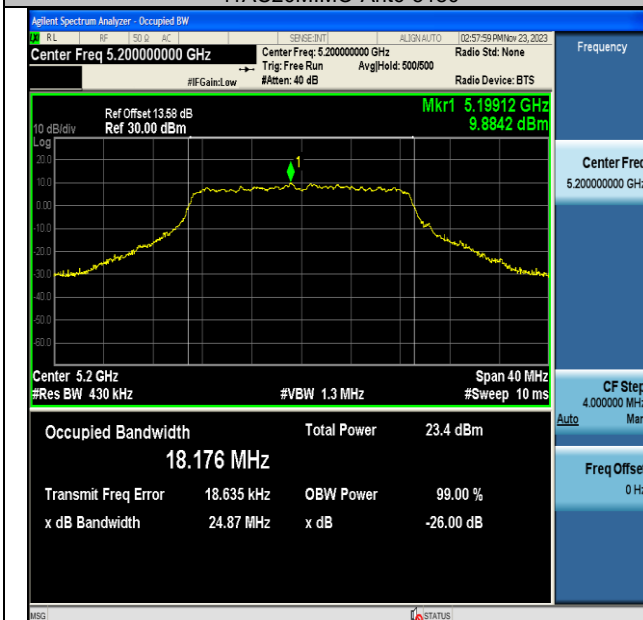 Agilent Spectrum Analyzer - Occupied BW
RL RF 50 Ω AC SENSE:INT ALIGN AUTO 02:57:59 PM Nov 23, 2023
Center Freq 5.200000000 GHz
Center Freq: 5.200000000 GHz Radio Std: None
Trig: Free Run Avg|Hold: 500/500
#IFGain:Low #Atten: 40 dB Radio Device: BTS
Frequency
Ref Offset 13.58 dB
10 dB/div Ref 30.00 dBm
Mkr1 5.19912 GHz
9.8842 dBm
Log
20.0
10.0
0.00
-10.0
-20.0
-30.0
-40.0
-50.0
-60.0
1
Center 5.2 GHz Span 40 MHz
#Res BW 430 kHz #VBW 1.3 MHz #Sweep 10 ms
Occupied Bandwidth Total Power 23.4 dBm
18.176 MHz
Transmit Freq Error 18.635 kHz OBW Power 99.00 %
x dB Bandwidth 24.87 MHz x dB -26.00 dB
Center Freq
5.200000000 GHz
CF Step
4.000000 MHz
Auto Man
Freq Offset
0 Hz
MSG STATUS